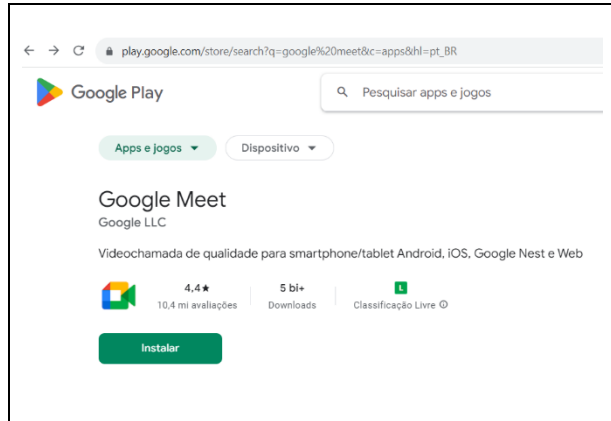 play.google.com/store/search?q=google%20meet&c=apps&hl=pt_BR
Google Play
Pesquisar apps e jogos
Apps e jogos
Dispositivo
Google Meet
Google LLC
Videochamada de qualidade para smartphone/tablet Android, iOS, Google Nest e Web
4,4★ 5 bi+ L
10,4 mi avaliações Downloads Classificação Livre
Instalar